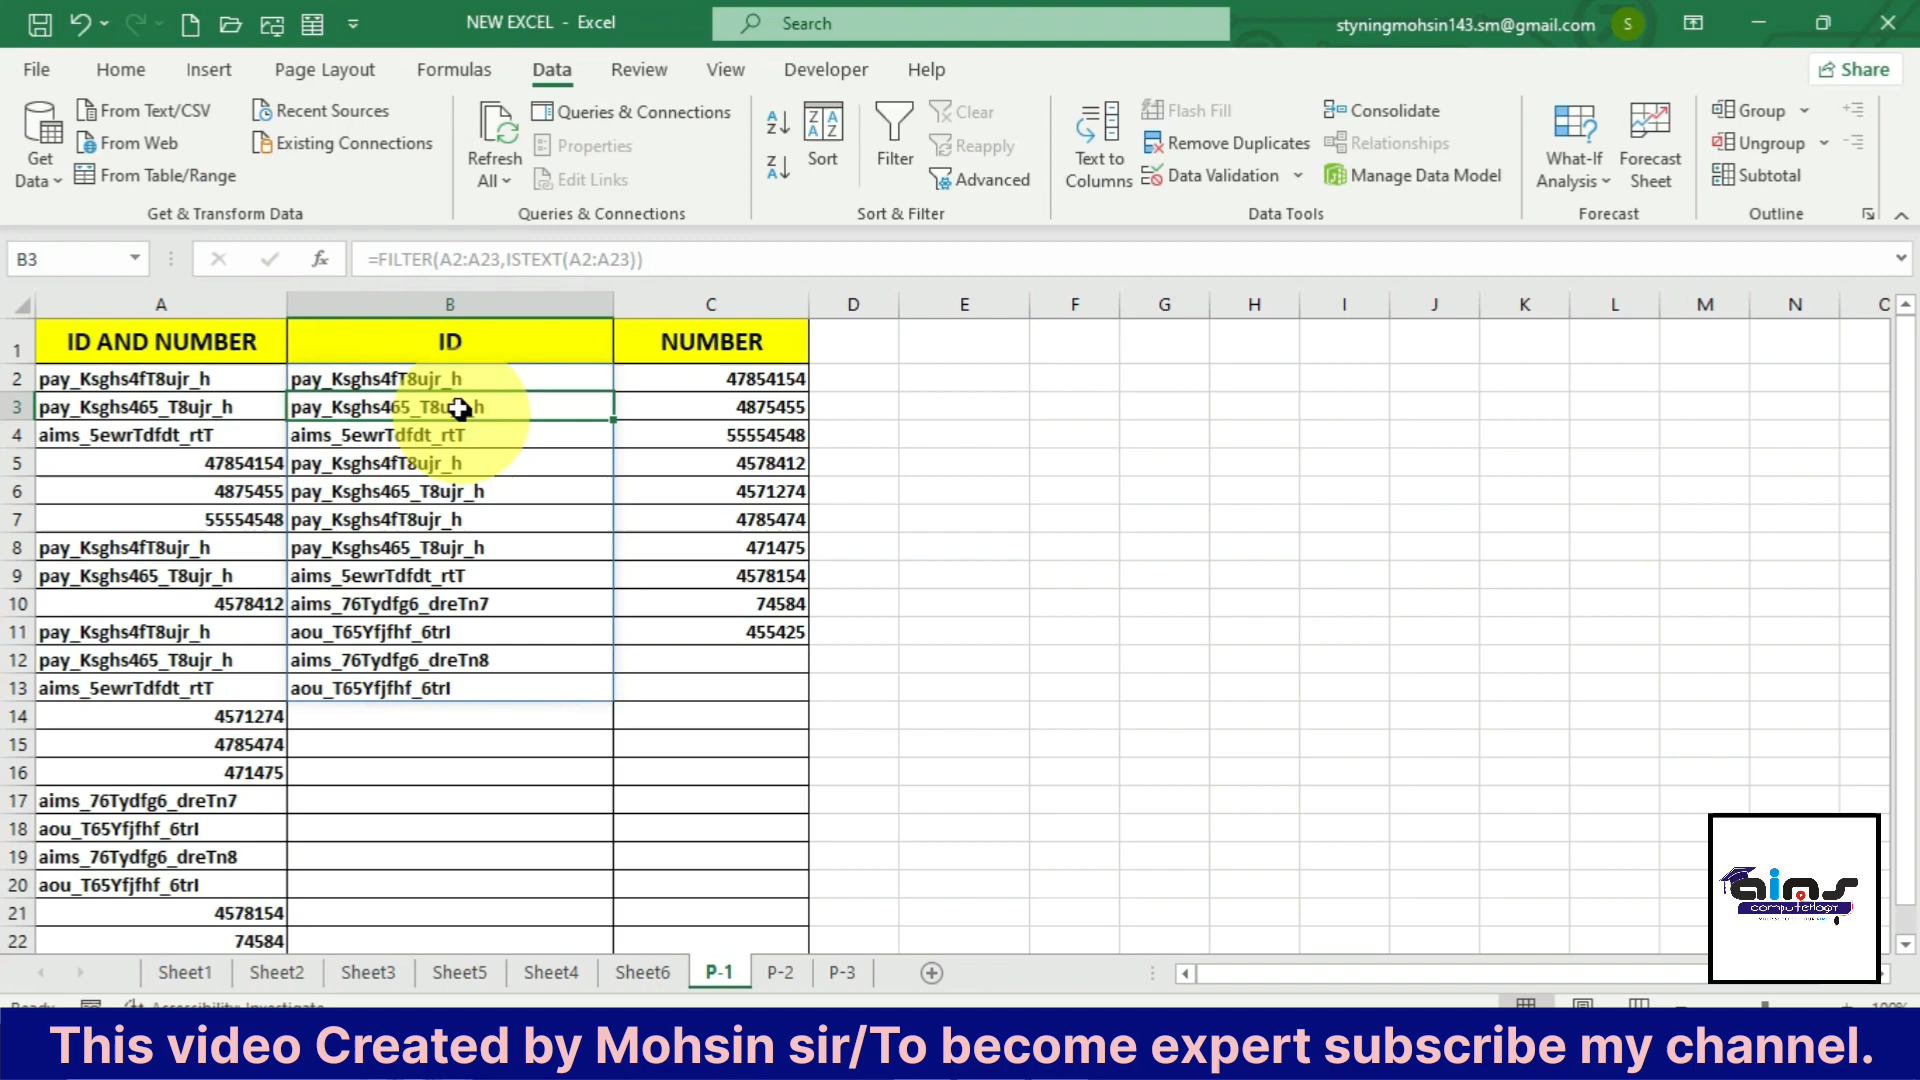 NEW EXCEL - Excel
Search
styningmohsin143.sm@gmail.com
S
File Home Insert Page Layout Formulas Data Review View Developer Help
Share
Get Data
From Text/CSV
From Web
From Table/Range
Recent Sources
Existing Connections
Get & Transform Data
Refresh All
Queries & Connections
Properties
Edit Links
Queries & Connections
Sort
Filter
Clear
Reapply
Advanced
Sort & Filter
Text to Columns
Flash Fill
Remove Duplicates
Data Validation
Consolidate
Relationships
Manage Data Model
Data Tools
What-If Analysis
Forecast Sheet
Forecast
Group
Ungroup
Subtotal
Outline
B3
fx
=FILTER(A2:A23,ISTEXT(A2:A23))
A B C D E F G H I J K L M N O
1 ID AND NUMBER ID NUMBER
2 pay_Ksghs4fT8ujr_h pay_Ksghs4fT8ujr_h 47854154
3 pay_Ksghs465_T8ujr_h pay_Ksghs465_T8ujr_h 4875455
4 aims_5ewrTdfdt_rtT aims_5ewrTdfdt_rtT 55554548
5 47854154 pay_Ksghs4fT8ujr_h 4578412
6 4875455 pay_Ksghs465_T8ujr_h 4571274
7 55554548 pay_Ksghs4fT8ujr_h 4785474
8 pay_Ksghs4fT8ujr_h pay_Ksghs465_T8ujr_h 471475
9 pay_Ksghs465_T8ujr_h aims_5ewrTdfdt_rtT 4578154
10 4578412 aims_76Tydfg6_dreTn7 74584
11 pay_Ksghs4fT8ujr_h aou_T65Yfjfhf_6trI 455425
12 pay_Ksghs465_T8ujr_h aims_76Tydfg6_dreTn8
13 aims_5ewrTdfdt_rtT aou_T65Yfjfhf_6trI
14 4571274
15 4785474
16 471475
17 aims_76Tydfg6_dreTn7
18 aou_T65Yfjfhf_6trI
19 aims_76Tydfg6_dreTn8
20 aou_T65Yfjfhf_6trI
21 4578154
22 74584
aims
computerlogy
Sheet1 Sheet2 Sheet3 Sheet5 Sheet4 Sheet6 P-1 P-2 P-3
This video Created by Mohsin sir/To become expert subscribe my channel.